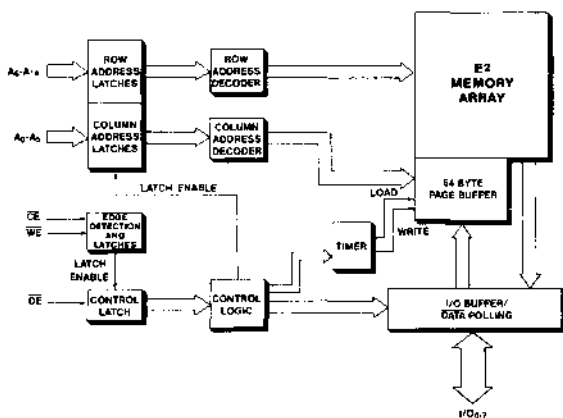 ROW
ADDRESS
LATCHES
ROW
ADDRESS
DECODER
E²
MEMORY
ARRAY
COLUMN
ADDRESS
LATCHES
A₀-A₅
COLUMN
ADDRESS
DECODER
64 BYTE
PAGE BUFFER
LATCH ENABLE
LOAD
CE
WE
EDGE
DETECTION
AND
LATCHES
TIMER
WRITE
LATCH
ENABLE
OE
CONTROL
LATCH
CONTROL
LOGIC
I/O BUFFER/
DATA POLLING
I/O₀₋₇